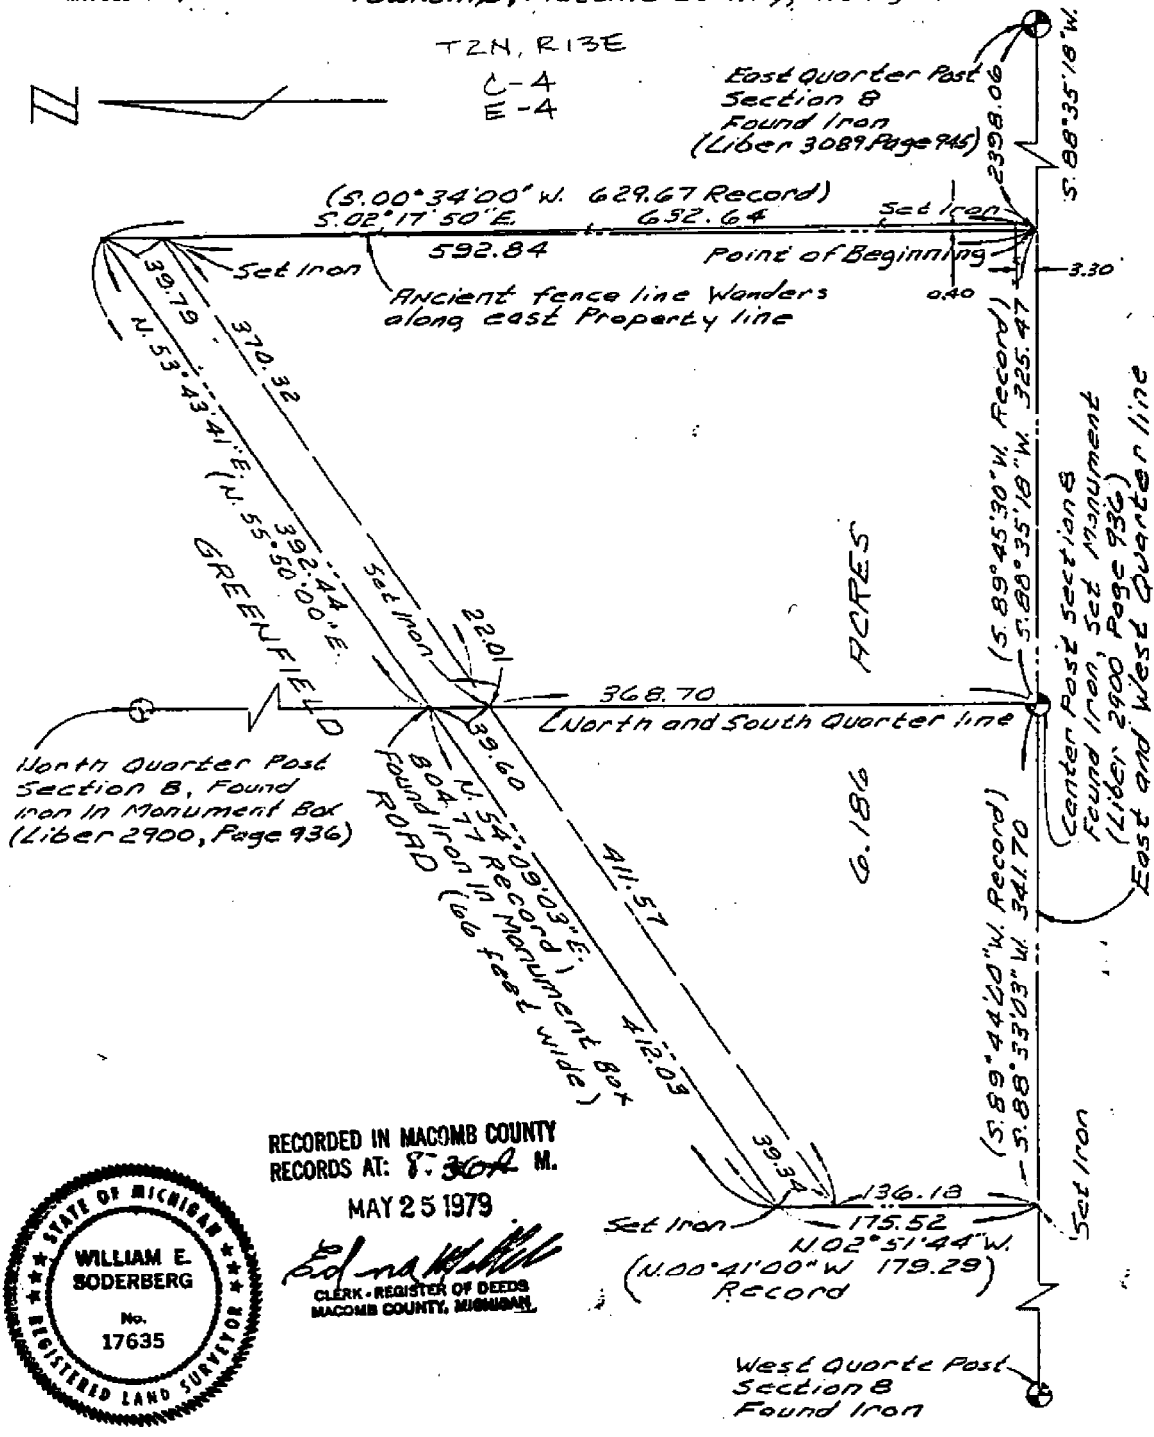 T2N, R13E
C-4
E-4
N
East Quarter Post
Section 8
Found Iron
(Liber 3089 Page 945)
2398.06
S. 88°35'18"W.
(S.00°34'00"W. 629.67 Record)
S.02°17'50"E. 632.64
592.84
Set Iron
Point of Beginning
3.30
0.40
Set Iron
Ancient fence line Wanders
along east Property line
39.79
370.32
N. 53°43'41"E.
392.44
(N. 55°50'00"E.
Set Iron
22.01
GREENFIELD
ROAD (66 feet wide)
(S.89°45'30"W. Record)
S.88°35'18"W. 325.47
Center Post Section 8
Found Iron, Set Monument
(Liber 2900 Page 936)
East and West Quarter line
6.186 ACRES
368.70
North and South Quarter line
North Quarter Post
Section 8, Found
Iron In Monument Box
(Liber 2900, Page 936)
39.60
N. 54°09'03"E.
804.77 Record)
Found Iron In Monument Box
411.57
412.03
(S.89°44'20"W. Record)
S.88°33'03"W. 341.70
Set Iron
39.34
136.18
Set Iron
175.52
N.02°51'44"W.
(N.00°41'00"W 179.29)
Record
West Quarte Post
Section 8
Found Iron
RECORDED IN MACOMB COUNTY
RECORDS AT: 8:30A M.
MAY 25 1979
CLERK - REGISTER OF DEEDS
MACOMB COUNTY, MICHIGAN
STATE OF MICHIGAN
WILLIAM E.
SODERBERG
No.
17635
REGISTERED LAND SURVEYOR